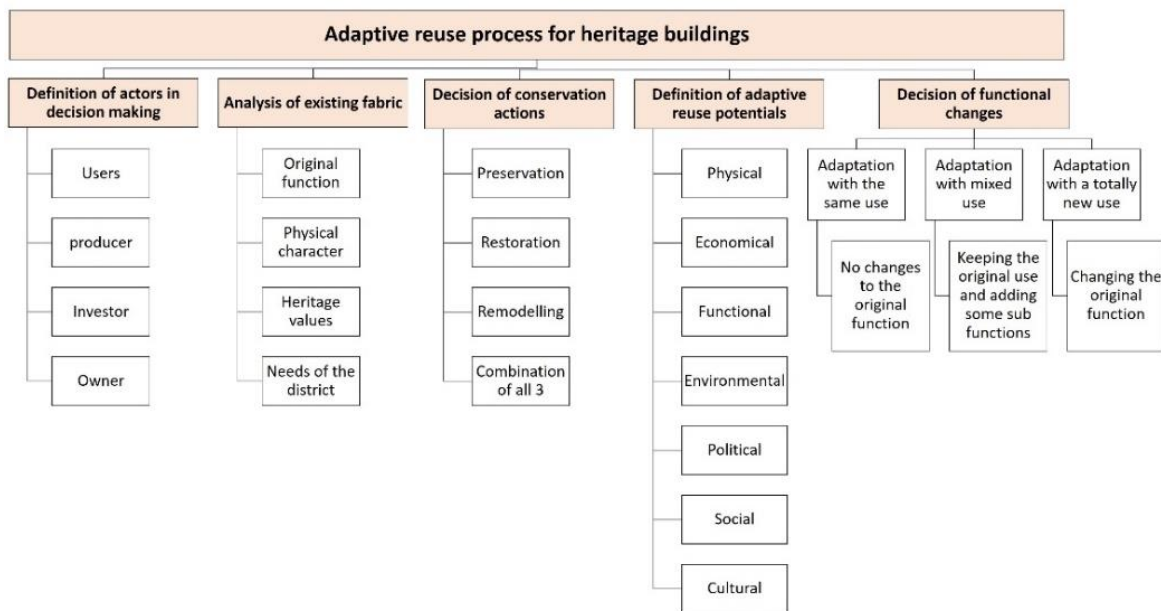 Adaptive reuse process for heritage buildings
Definition of actors in
decision making
Users
producer
Investor
Owner
Analysis of existing fabric
Original
function
Physical
character
Heritage
values
Needs of the
district
Decision of conservation
actions
Preservation
Restoration
Remodelling
Combination
of all 3
Definition of adaptive
reuse potentials
Physical
Economical
Functional
Environmental
Political
Social
Cultural
Decision of functional
changes
Adaptation
with the
same use
No changes
to the
original
function
Adaptation
with mixed
use
Keeping the
original use
and adding
some sub
functions
Adaptation
with a totally
new use
Changing the
original
function